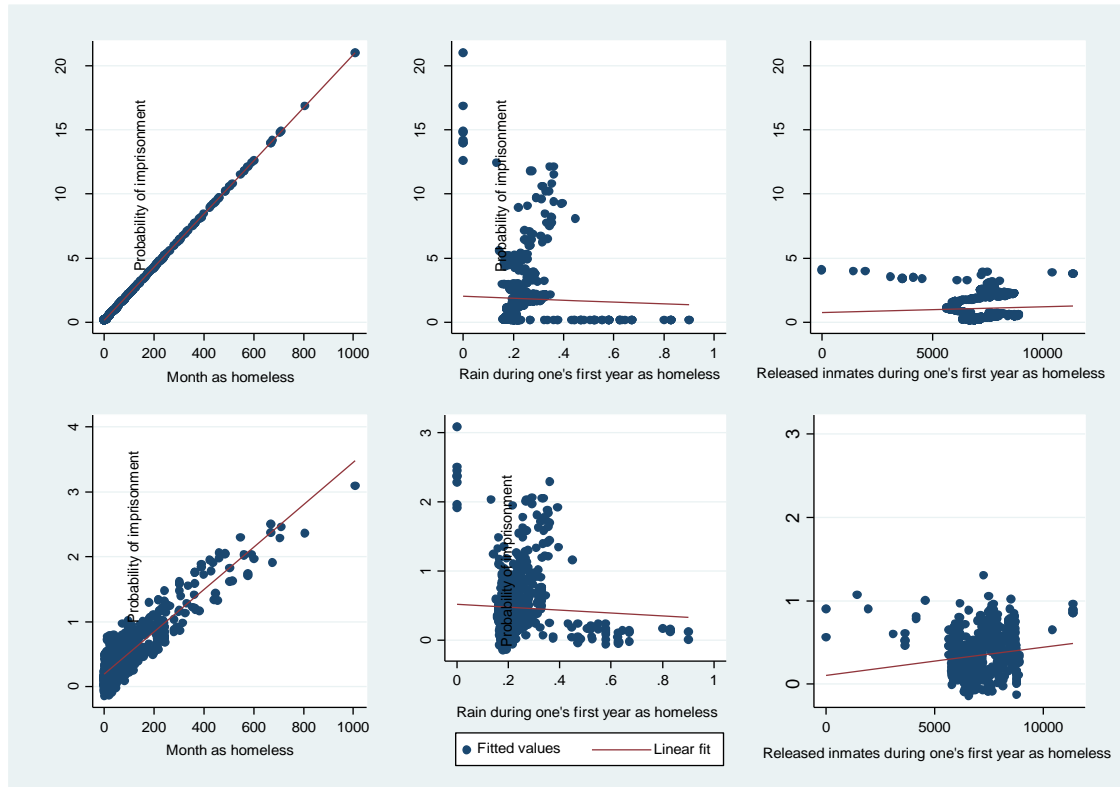 20
15
10
5
0
Probability of imprisonment
0 200 400 600 800 1000
Month as homeless
20
15
10
5
0
Probability of imprisonment
0 .2 .4 .6 .8 1
Rain during one's first year as homeless
20
15
10
5
0
0 5000 10000
Released inmates during one's first year as homeless
4
3
2
1
0
Probability of imprisonment
0 200 400 600 800 1000
Month as homeless
3
2
1
0
Probability of imprisonment
0 .2 .4 .6 .8 1
Rain during one's first year as homeless
Fitted values Linear fit
3
2
1
0
0 5000 10000
Released inmates during one's first year as homeless